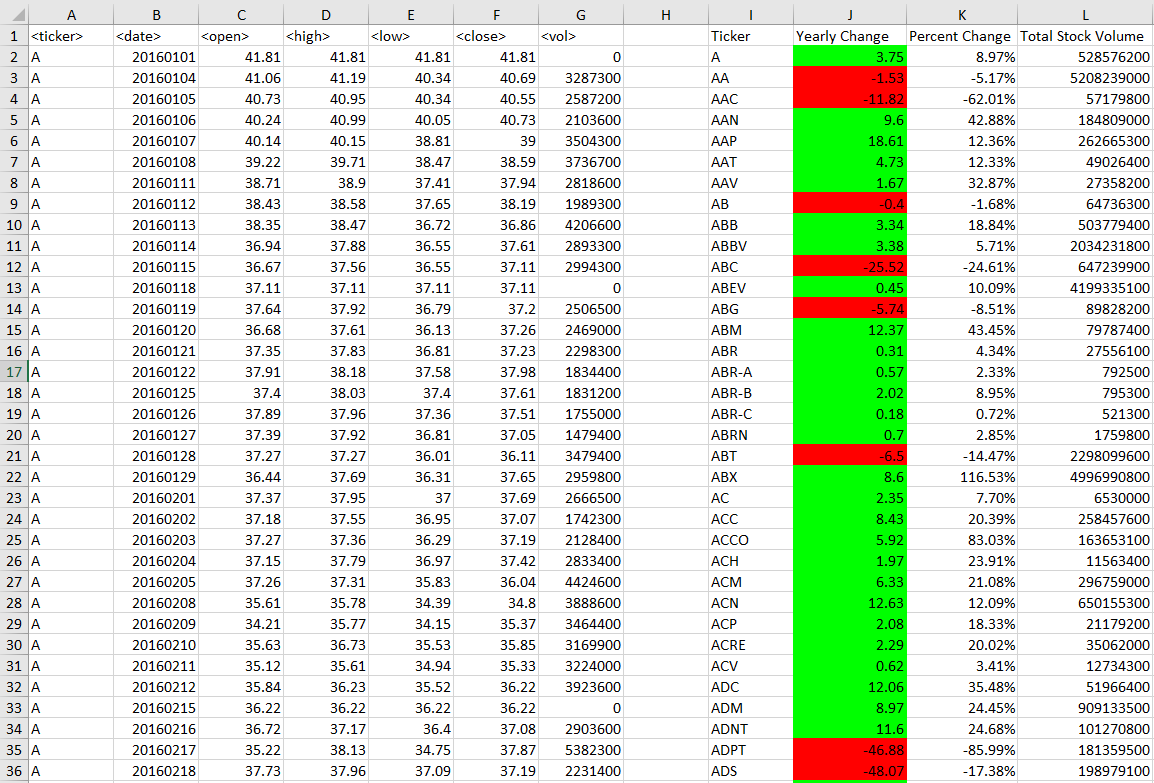 A B C D E F G H I J K L
1 <ticker> <date> <open> <high> <low> <close> <vol> Ticker Yearly Change Percent Change Total Stock Volume
2 A 20160101 41.81 41.81 41.81 41.81 0 A 3.75 8.97% 528576200
3 A 20160104 41.06 41.19 40.34 40.69 3287300 AA -1.53 -5.17% 5208239000
4 A 20160105 40.73 40.95 40.34 40.55 2587200 AAC -11.82 -62.01% 57179800
5 A 20160106 40.24 40.99 40.05 40.73 2103600 AAN 9.6 42.88% 184809000
6 A 20160107 40.14 40.15 38.81 39 3504300 AAP 18.61 12.36% 262665300
7 A 20160108 39.22 39.71 38.47 38.59 3736700 AAT 4.73 12.33% 49026400
8 A 20160111 38.71 38.9 37.41 37.94 2818600 AAV 1.67 32.87% 27358200
9 A 20160112 38.43 38.58 37.65 38.19 1989300 AB -0.4 -1.68% 64736300
10 A 20160113 38.35 38.47 36.72 36.86 4206600 ABB 3.34 18.84% 503779400
11 A 20160114 36.94 37.88 36.55 37.61 2893300 ABBV 3.38 5.71% 2034231800
12 A 20160115 36.67 37.56 36.55 37.11 2994300 ABC -25.52 -24.61% 647239900
13 A 20160118 37.11 37.11 37.11 37.11 0 ABEV 0.45 10.09% 4199335100
14 A 20160119 37.64 37.92 36.79 37.2 2506500 ABG -5.74 -8.51% 89828200
15 A 20160120 36.68 37.61 36.13 37.26 2469000 ABM 12.37 43.45% 79787400
16 A 20160121 37.35 37.83 36.81 37.23 2298300 ABR 0.31 4.34% 27556100
17 A 20160122 37.91 38.18 37.58 37.98 1834400 ABR-A 0.57 2.33% 792500
18 A 20160125 37.4 38.03 37.4 37.61 1831200 ABR-B 2.02 8.95% 795300
19 A 20160126 37.89 37.96 37.36 37.51 1755000 ABR-C 0.18 0.72% 521300
20 A 20160127 37.39 37.92 36.81 37.05 1479400 ABRN 0.7 2.85% 1759800
21 A 20160128 37.27 37.27 36.01 36.11 3479400 ABT -6.5 -14.47% 2298099600
22 A 20160129 36.44 37.69 36.31 37.65 2959800 ABX 8.6 116.53% 4996990800
23 A 20160201 37.37 37.95 37 37.69 2666500 AC 2.35 7.70% 6530000
24 A 20160202 37.18 37.55 36.95 37.07 1742300 ACC 8.43 20.39% 258457600
25 A 20160203 37.27 37.36 36.29 37.19 2128400 ACCO 5.92 83.03% 163653100
26 A 20160204 37.15 37.79 36.97 37.42 2833400 ACH 1.97 23.91% 11563400
27 A 20160205 37.26 37.31 35.83 36.04 4424600 ACM 6.33 21.08% 296759000
28 A 20160208 35.61 35.78 34.39 34.8 3888600 ACN 12.63 12.09% 650155300
29 A 20160209 34.21 35.77 34.15 35.37 3464400 ACP 2.08 18.33% 21179200
30 A 20160210 35.63 36.73 35.53 35.85 3169900 ACRE 2.29 20.02% 35062000
31 A 20160211 35.12 35.61 34.94 35.33 3224000 ACV 0.62 3.41% 12734300
32 A 20160212 35.84 36.23 35.52 36.22 3923600 ADC 12.06 35.48% 51966400
33 A 20160215 36.22 36.22 36.22 36.22 0 ADM 8.97 24.45% 909133500
34 A 20160216 36.72 37.17 36.4 37.08 2903600 ADNT 11.6 24.68% 101270800
35 A 20160217 35.22 38.13 34.75 37.87 5382300 ADPT -46.88 -85.99% 181359500
36 A 20160218 37.73 37.96 37.09 37.19 2231400 ADS -48.07 -17.38% 198979100